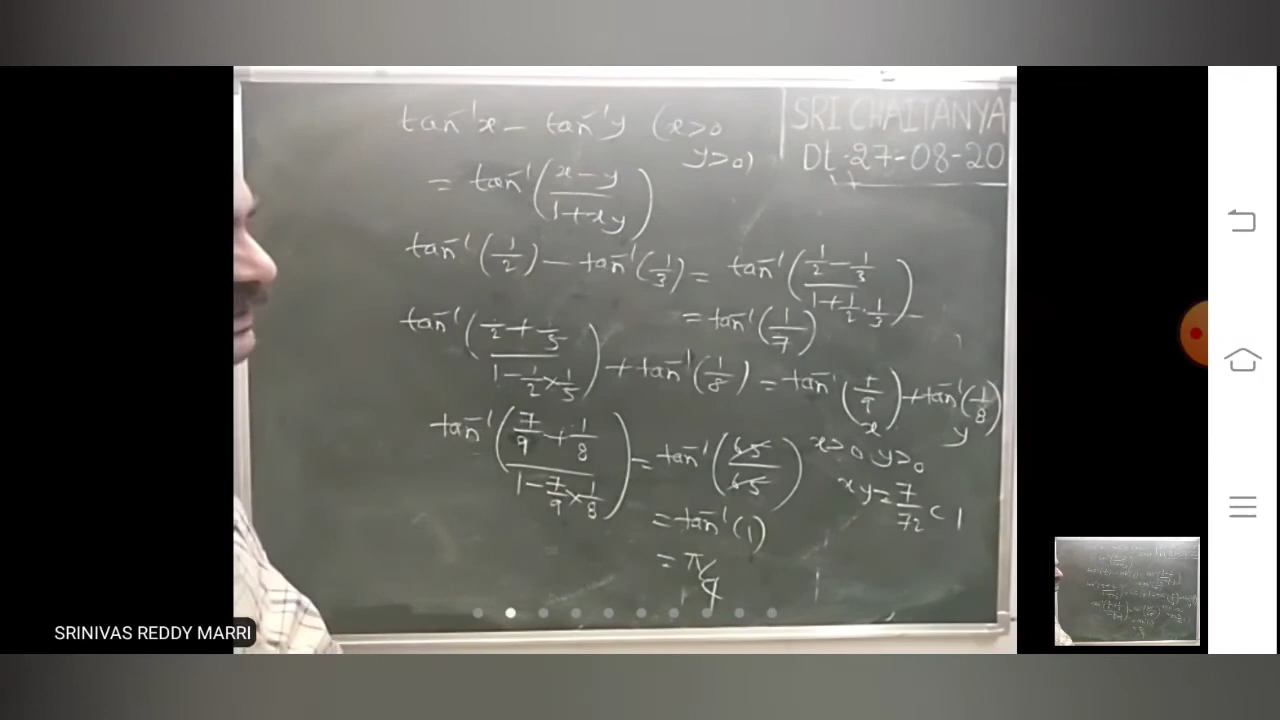 tan⁻¹x - tan⁻¹y (x>0
y>0)
= tan⁻¹((x-y)/(1+xy))
SRI CHAITANYA
Dt 27-08-20
tan⁻¹(1/2) - tan⁻¹(1/3) = tan⁻¹((1/2 - 1/3)/(1+1/2·1/3))
= tan⁻¹(1/7)
tan⁻¹((1/2 + 1/5)/(1-1/2×1/5)) + tan⁻¹(1/8) = tan⁻¹(7/9) + tan⁻¹(1/8)
x y
tan⁻¹((7/9 + 1/8)/(1-7/9×1/8)) = tan⁻¹(65/65)
x>0 y>0
xy = 7/72 < 1
= tan⁻¹(1)
= π/4
SRINIVAS REDDY MARRI